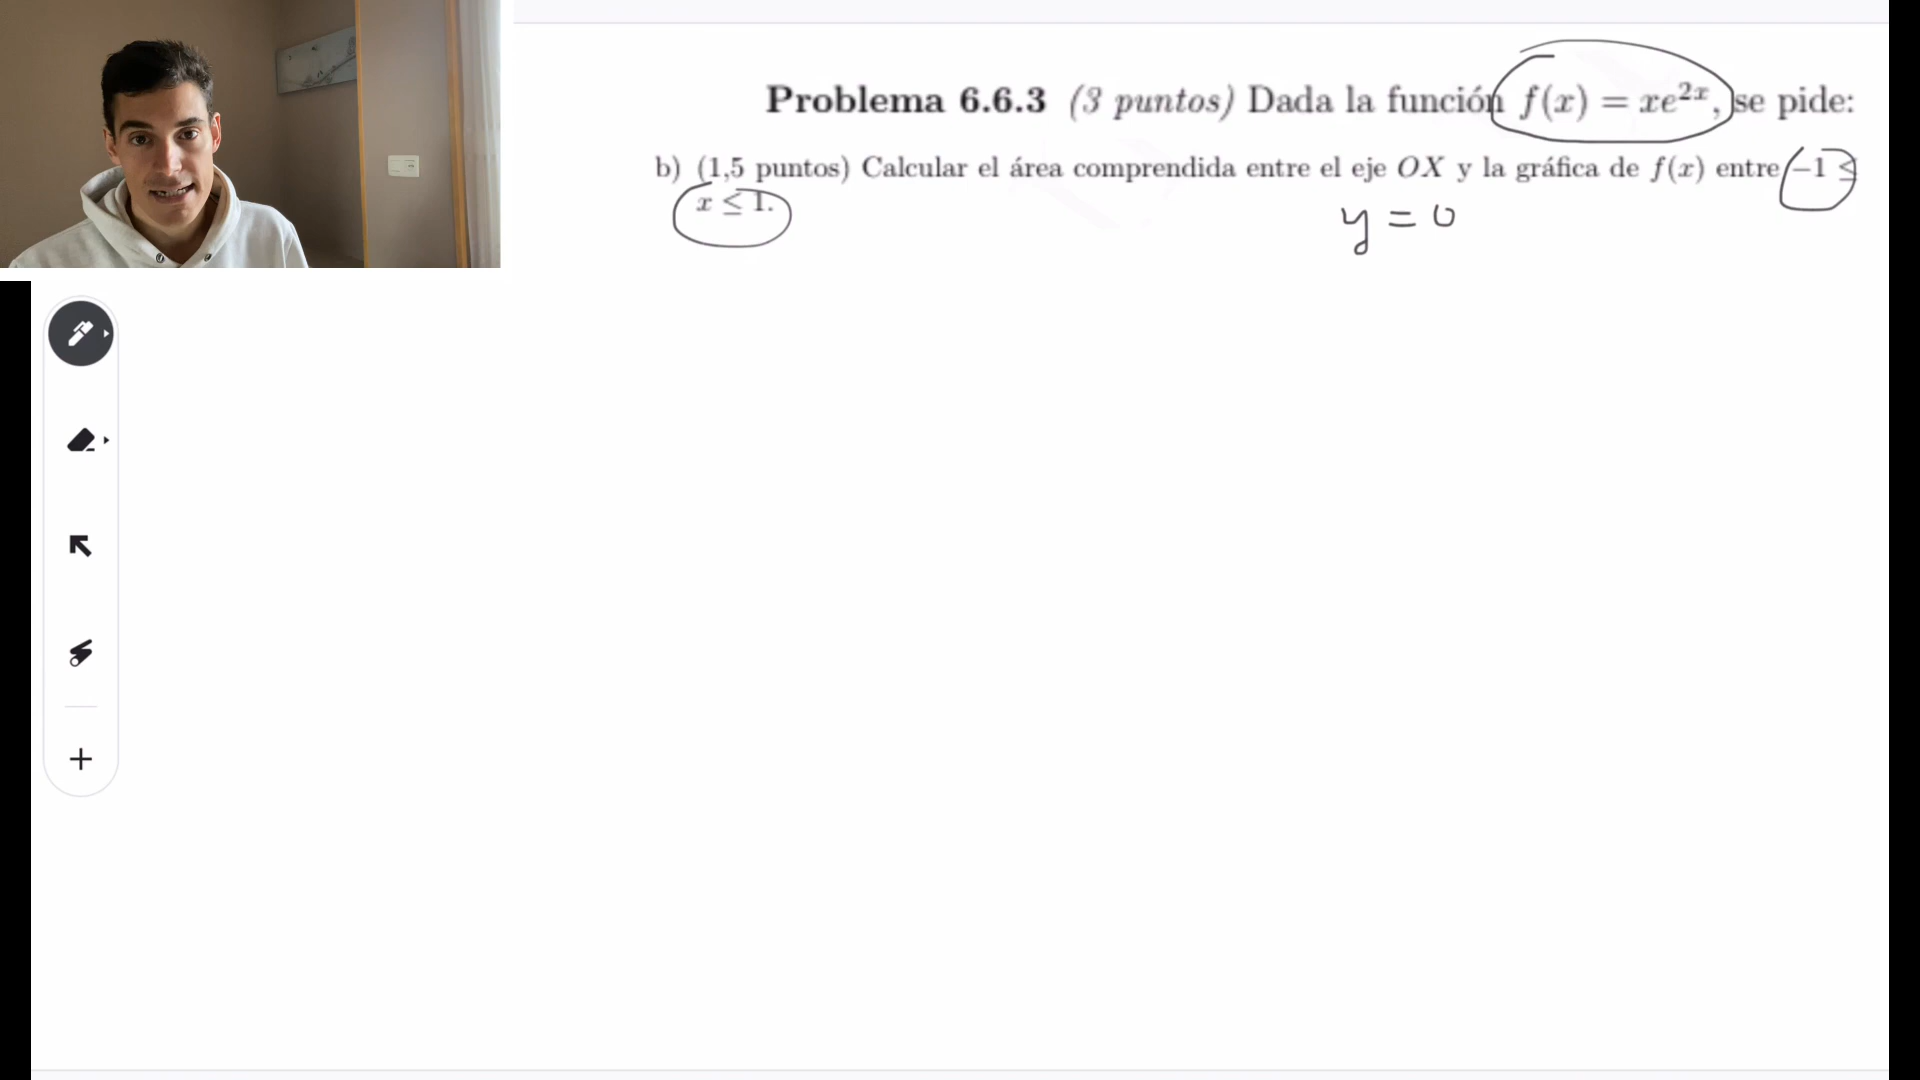 Problema 6.6.3 (3 puntos) Dada la función f(x) = xe^{2x}, se pide:
b) (1,5 puntos) Calcular el área comprendida entre el eje OX y la gráfica de f(x) entre −1 ≤
x ≤ 1.
y = 0